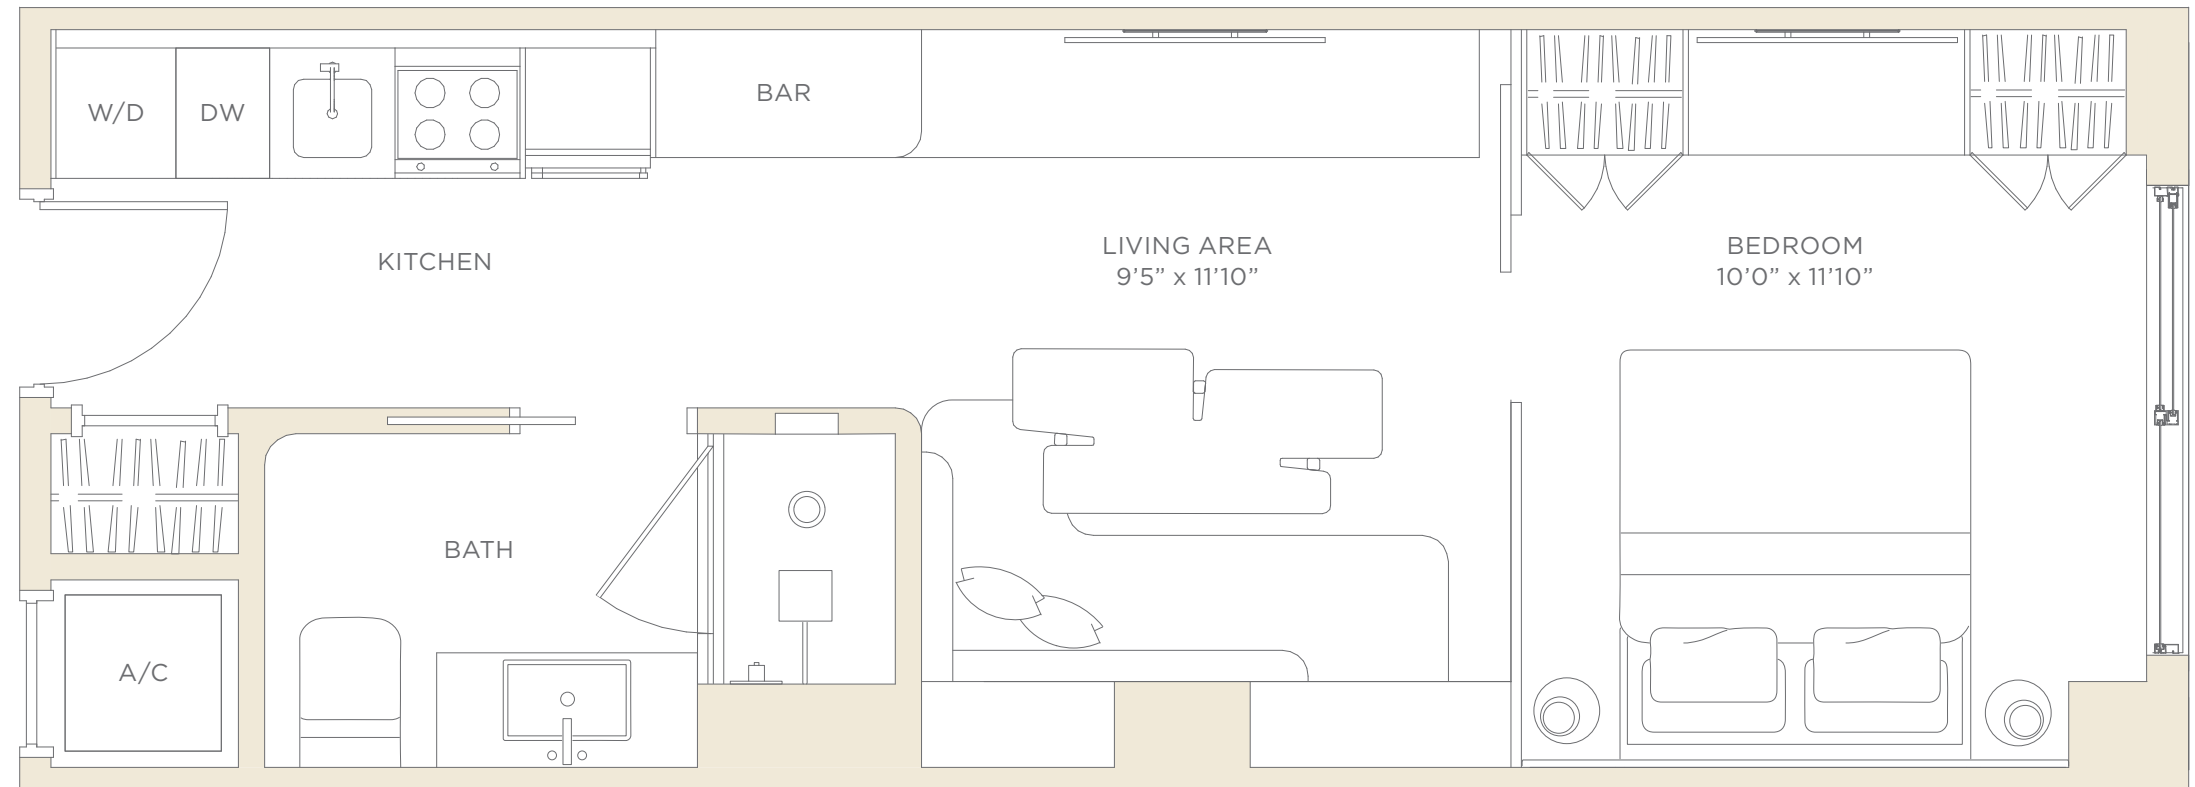 W/D
DW
BAR
KITCHEN
LIVING AREA
9’5” x 11’10”
BEDROOM
10’0” x 11’10”
BATH
A/C